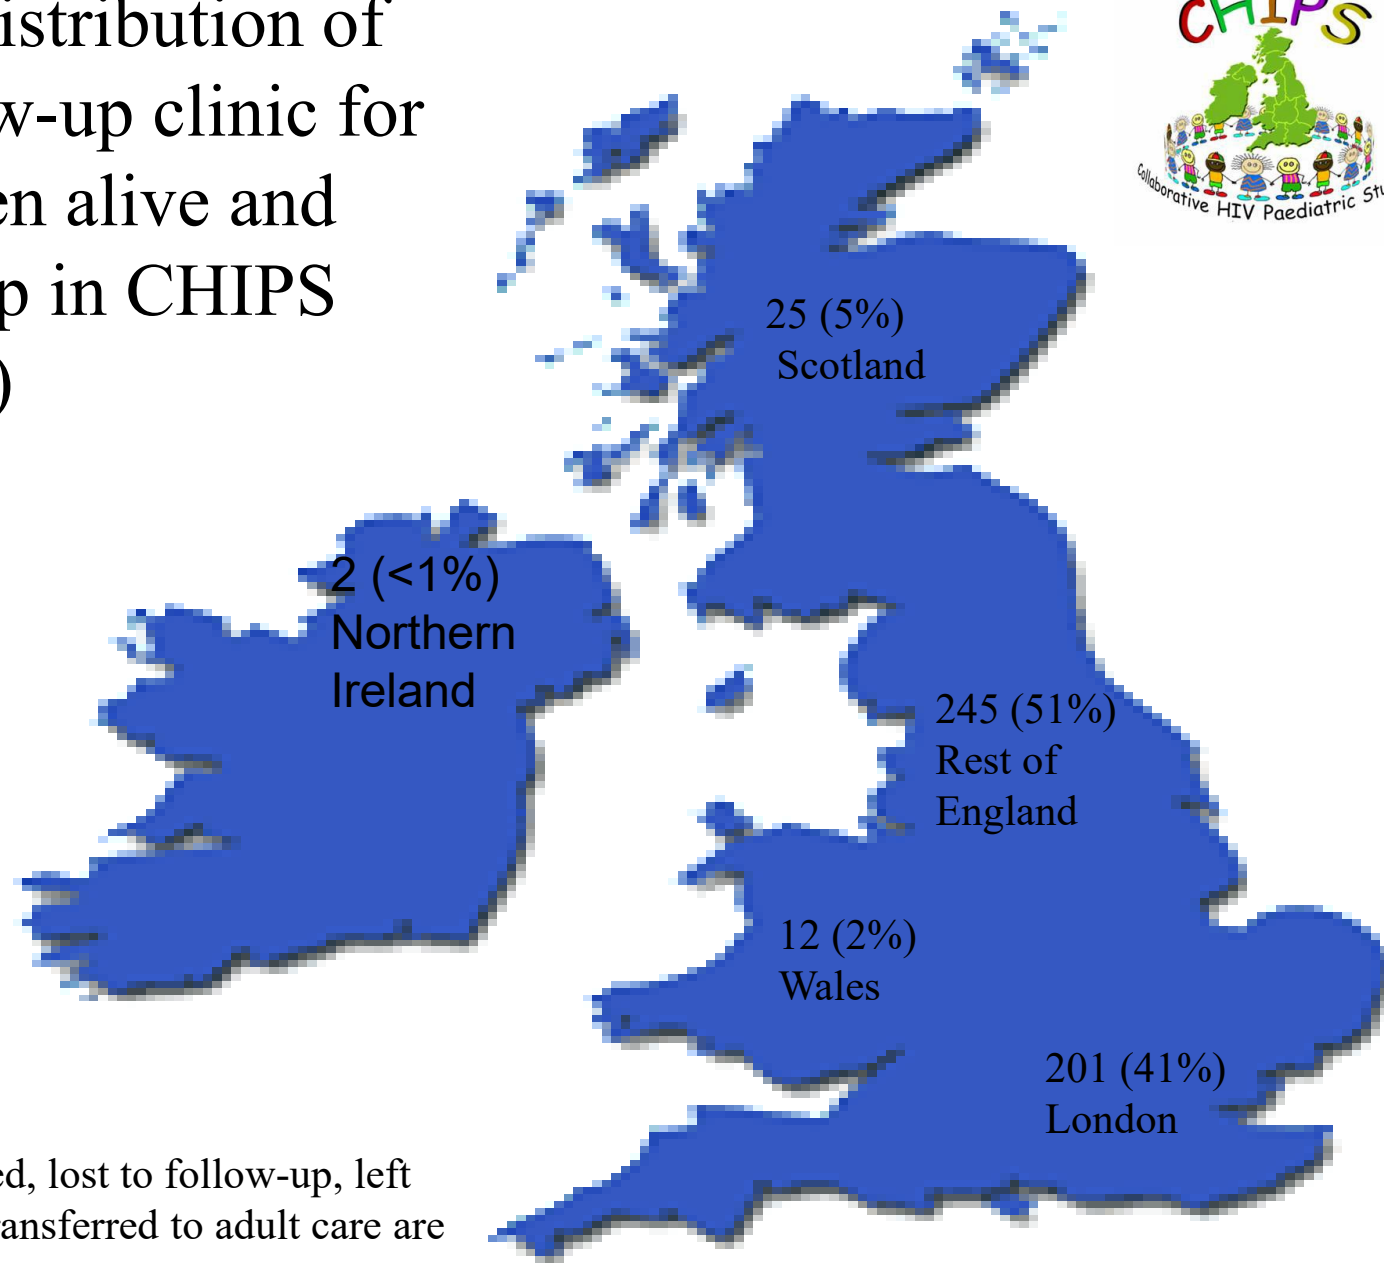 istribution of
w-up clinic for
en alive and
p in CHIPS
)
CHIPS
Collaborative HIV Paediatric Stu
25 (5%)
Scotland
2 (<1%)
Northern
Ireland
245 (51%)
Rest of
England
12 (2%)
Wales
201 (41%)
London
ed, lost to follow-up, left
ransferred to adult care are